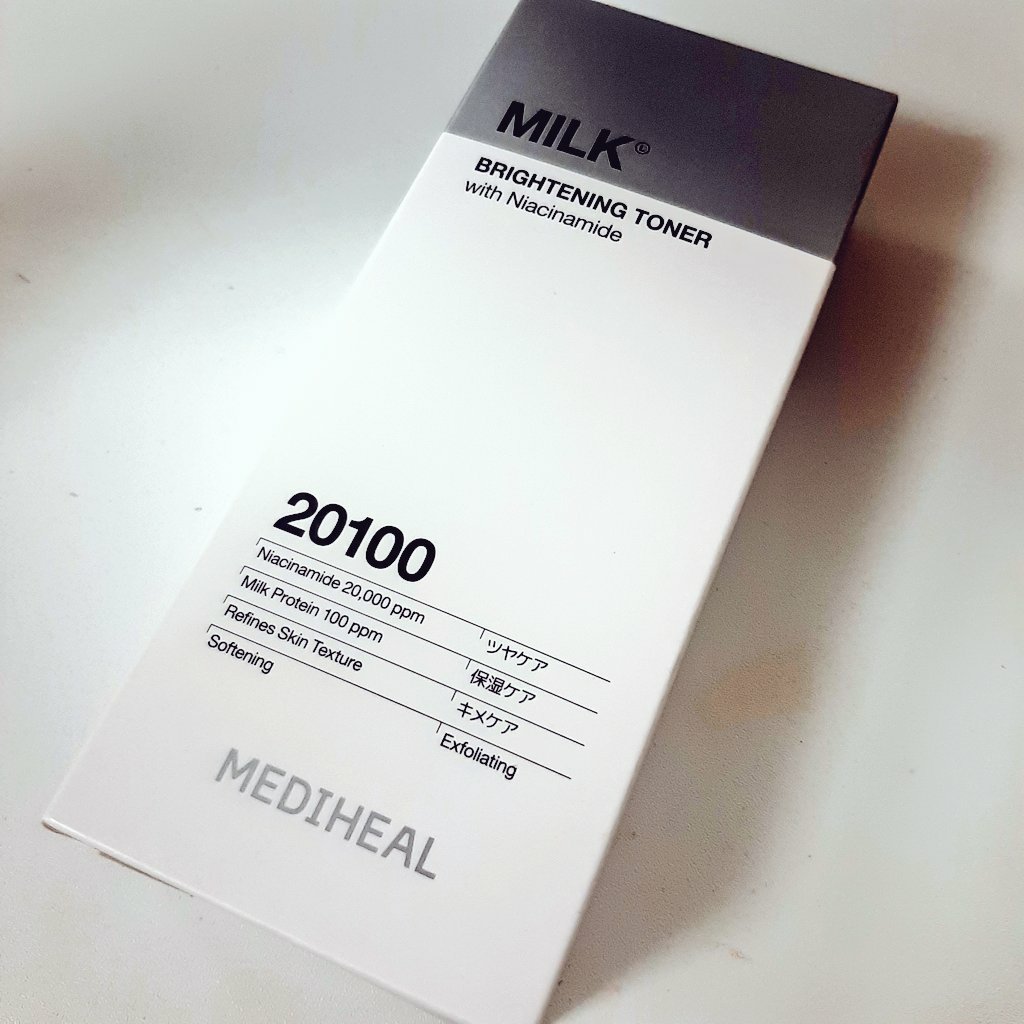 MILK©
BRIGHTENING TONER
with Niacinamide
20100
Niacinamide 20,000 ppm
ツヤケア
Milk Protein 100 ppm
保湿ケア
Refines Skin Texture
キメケア
Softening
Exfoliating
MEDIHEAL